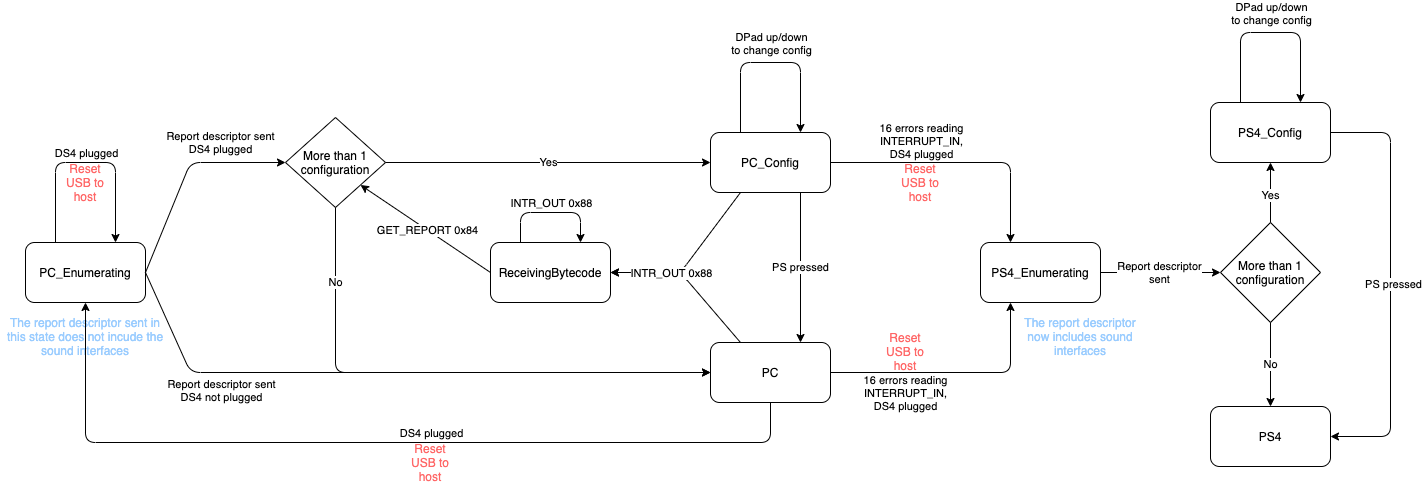 DPad up/down
to change config
DPad up/down
to change config
PS4_Config
Report descriptor sent
DS4 plugged
DS4 plugged
Reset
USB to
host
More than 1
configuration
Yes
PC_Config
16 errors reading
INTERRUPT_IN,
DS4 plugged
Reset
USB to
host
Yes
INTR_OUT 0x88
GET_REPORT 0x84
PC_Enumerating
ReceivingBytecode
INTR_OUT 0x88
PS pressed
PS4_Enumerating
Report descriptor
sent
More than 1
configuration
No
PS pressed
The report descriptor sent in
this state does not incude the
sound interfaces
The report descriptor
now includes sound
interfaces
Reset
USB to
host
No
PC
Report descriptor sent
DS4 not plugged
16 errors reading
INTERRUPT_IN,
DS4 plugged
PS4
DS4 plugged
Reset
USB to
host